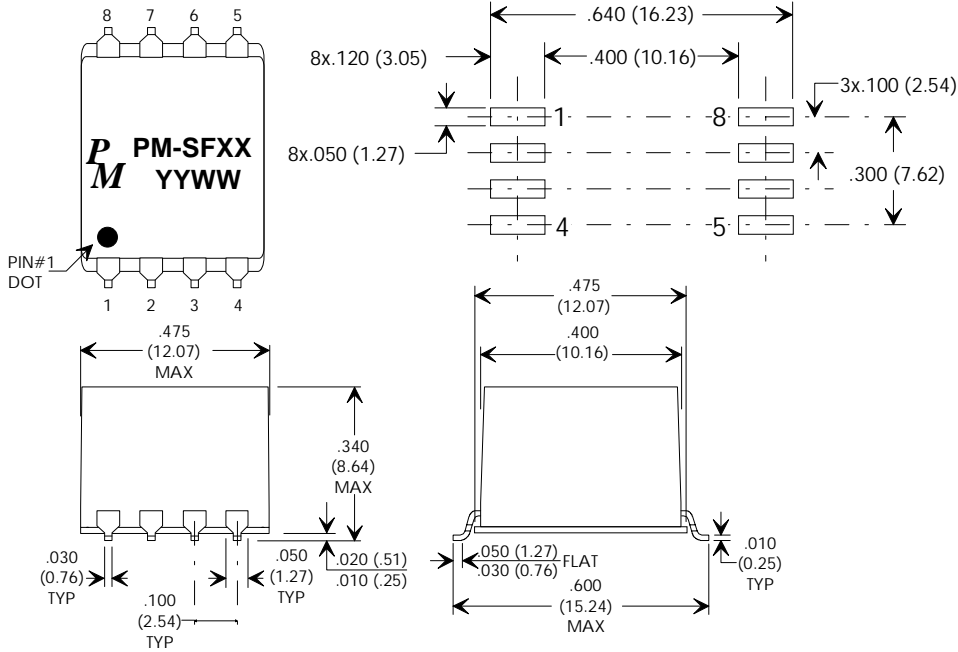 8 7 6 5
P
M
PM-SFXX
YYWW
PIN#1
DOT
1 2 3 4
.640 (16.23)
8x.120 (3.05)
.400 (10.16)
3x.100 (2.54)
1
8
8x.050 (1.27)
.300 (7.62)
4
5
.475
(12.07)
MAX
.340
(8.64)
MAX
.030
(0.76)
TYP
.100
(2.54)
TYP
.050
(1.27)
TYP
.020 (.51)
.010 (.25)
.475
(12.07)
.400
(10.16)
.050 (1.27)
.030 (0.76)
FLAT
.600
(15.24)
MAX
.010
(0.25)
TYP